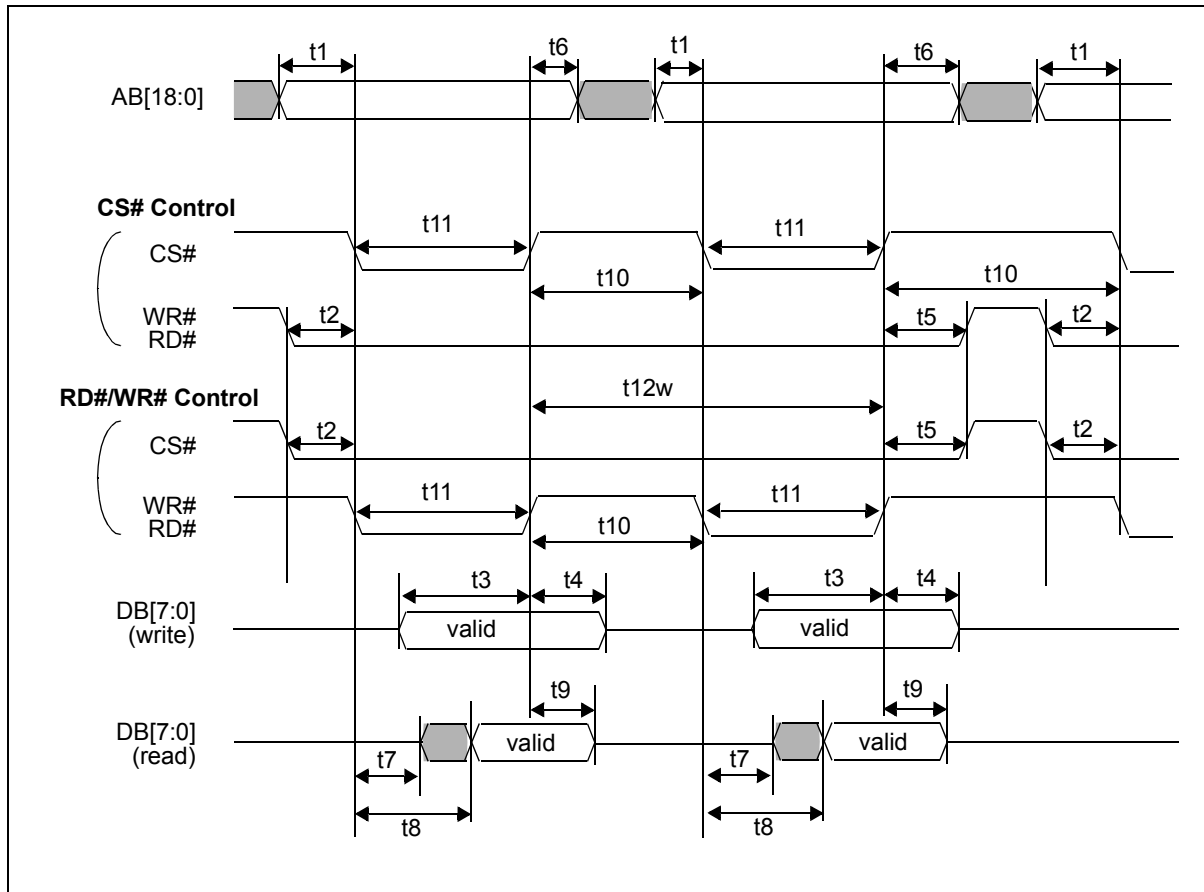 t1 t6 t1 t6 t1
AB[18:0]
CS# Control
t11 t11
CS#
t10 t10
WR#
t2 t5 t2
RD#
t12w
RD#/WR# Control
t2 t5 t2
CS#
WR# t11 t11
RD#
t10
t3 t4 t3 t4
DB[7:0]
(write)
valid valid
t9 t9
DB[7:0]
(read)
valid valid
t7 t7
t8 t8